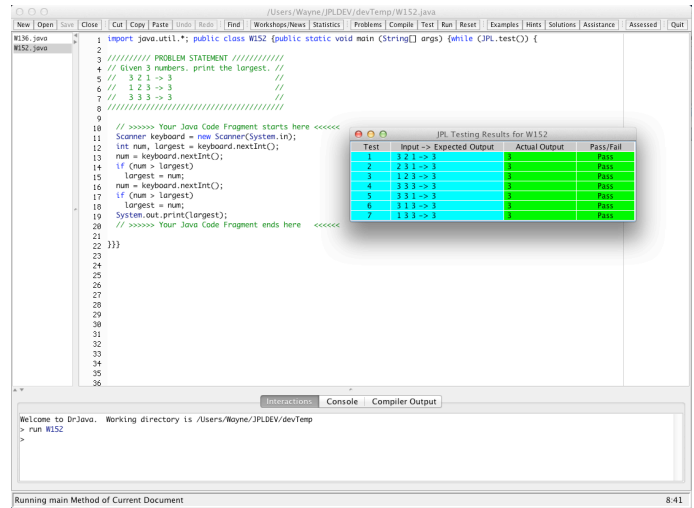 /Users/Wayne/JPLDEV/devTemp/W152.java
New Open Save Close Cut Copy Paste Undo Redo Find Workshops/News Statistics Problems Compile Test Run Reset Examples Hints Solutions Assistance Assessed Quit
W136.java
W152.java
1 import java.util.*; public class W152 {public static void main (String[] args) {while (JPL.test()) {
2
3 ////////// PROBLEM STATEMENT ////////////
4 // Given 3 numbers. print the largest. //
5 // 3 2 1 -> 3 //
6 // 1 2 3 -> 3 //
7 // 3 3 3 -> 3 //
8 /////////////////////////////////////////
9
10 // >>>>>> Your Java Code Fragment starts here <<<<<<
11 Scanner keyboard = new Scanner(System.in);
12 int num, largest = keyboard.nextInt();
13 num = keyboard.nextInt();
14 if (num > largest)
15 largest = num;
16 num = keyboard.nextInt();
17 if (num > largest)
18 largest = num;
19 System.out.print(largest);
20 // >>>>>> Your Java Code Fragment ends here <<<<<<
21
22 }}}
23
24
25
26
27
28
29
30
31
32
33
34
35
36
JPL Testing Results for W152
Test Input -> Expected Output Actual Output Pass/Fail
1 3 2 1 -> 3 3 Pass
2 2 3 1 -> 3 3 Pass
3 1 2 3 -> 3 3 Pass
4 3 3 3 -> 3 3 Pass
5 3 3 1 -> 3 3 Pass
6 3 1 3 -> 3 3 Pass
7 1 3 3 -> 3 3 Pass
Interactions Console Compiler Output
Welcome to DrJava. Working directory is /Users/Wayne/JPLDEV/devTemp
> run W152
>
Running main Method of Current Document 8:41